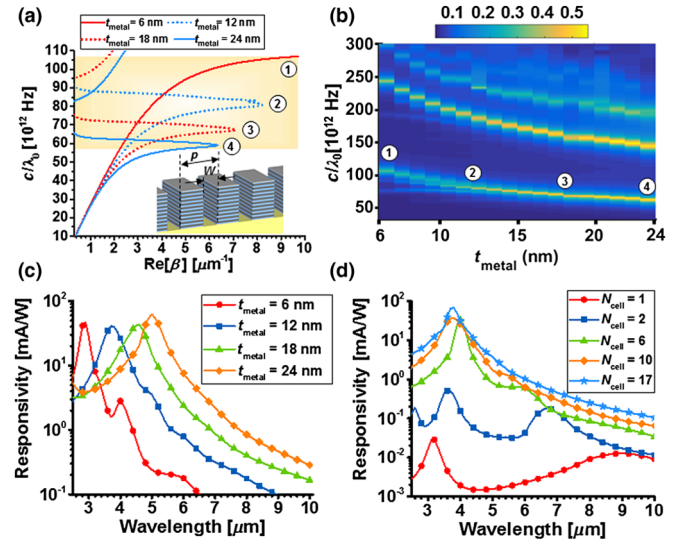 (a)
t_metal = 6 nm
t_metal = 12 nm
t_metal = 18 nm
t_metal = 24 nm
c/λ0 [10^12 Hz]
110
100
90
80
70
60
50
40
30
20
10
1
2
3
4
p
W
1 2 3 4 5 6 7 8 9 10
Re[β] [μm^-1]
(b)
0.1 0.2 0.3 0.4 0.5
c/λ0[10^12 Hz]
300
250
200
150
100
50
1
2
3
4
6 10 15 20 24
t_metal (nm)
(c)
t_metal = 6 nm
t_metal = 12 nm
t_metal = 18 nm
t_metal = 24 nm
Responsivity [mA/W]
10^2
10^1
10^0
10^-1
3 4 5 6 7 8 9 10
Wavelength [μm]
(d)
N_cell = 1
N_cell = 2
N_cell = 6
N_cell = 10
N_cell = 17
Responsivity [mA/W]
10^2
10^1
10^0
10^-1
10^-2
10^-3
3 4 5 6 7 8 9 10
Wavelength [μm]